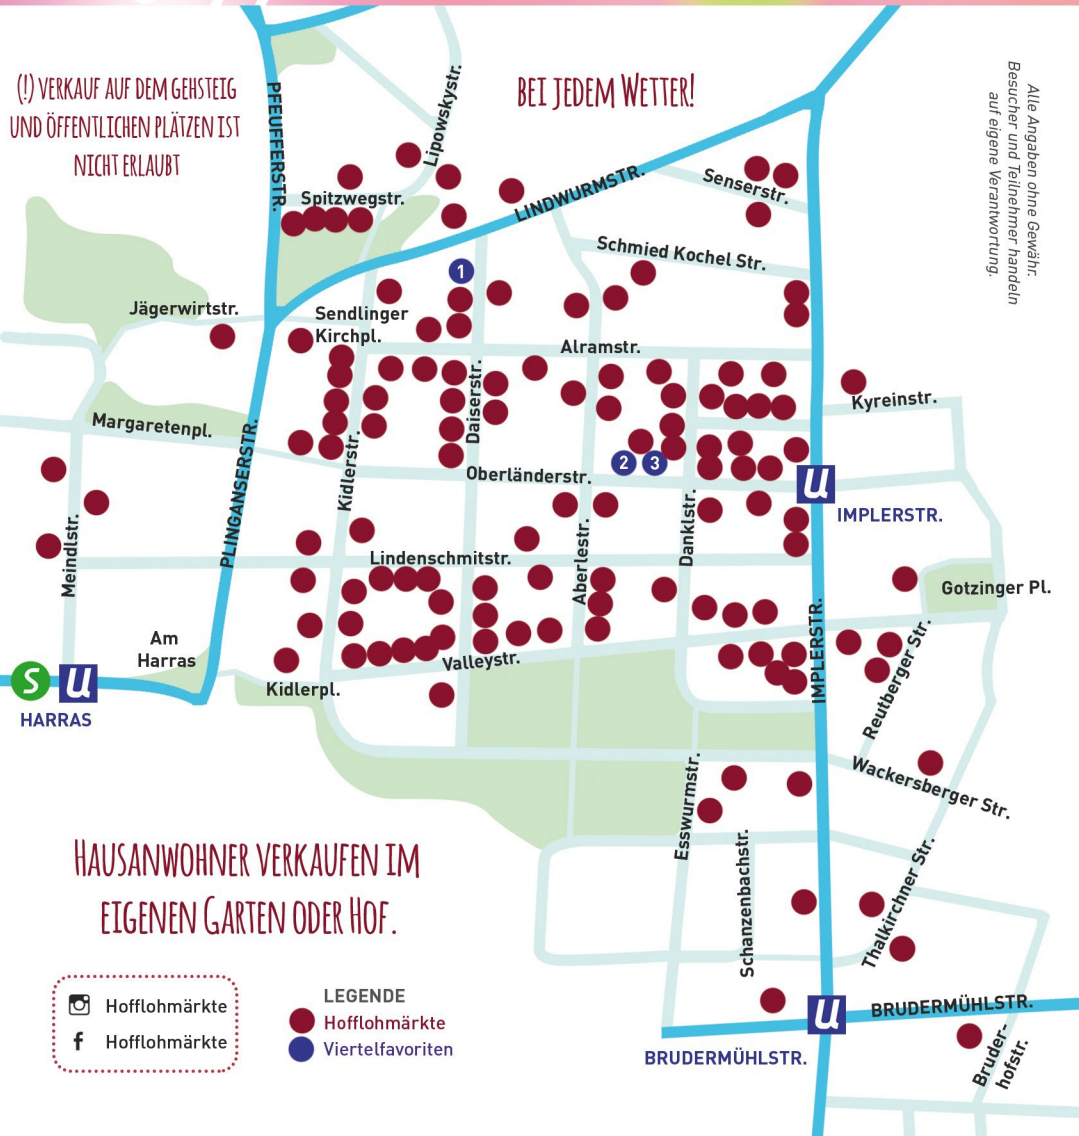 (!) VERKAUF AUF DEM GEHSTEIG
UND ÖFFENTLICHEN PLÄTZEN IST
NICHT ERLAUBT
BEI JEDEM WETTER!
Alle Angaben ohne Gewähr.
Besucher und Teilnehmer handeln
auf eigene Verantwortung.
PFEUFFERSTR.
Lipowskystr.
Spitzwegstr.
LINDWURMSTR.
Senserstr.
Schmied Kochel Str.
1
Jägerwirtstr.
Sendlinger
Kirchpl.
Alramstr.
Daiserstr.
Kyreinstr.
Margaretenpl.
PLINGANSERSTR.
Kidlerstr.
2
3
Oberländerstr.
U
IMPLERSTR.
Meindlstr.
Danklstr.
Aberlestr.
Lindenschmitstr.
Gotzinger Pl.
Am
Harras
Valleystr.
IMPLERSTR.
Reutberger Str.
S
U
HARRAS
Kidlerpl.
Wackersberger Str.
Esswurmstr.
Schanzenbachstr.
Thalkirchner Str.
HAUSANWOHNER VERKAUFEN IM
EIGENEN GARTEN ODER HOF.
Hofflohmärkte
f Hofflohmärkte
LEGENDE
Hofflohmärkte
Viertelfavoriten
U
BRUDERMÜHLSTR.
BRUDERMÜHLSTR.
Bruder-
hofstr.